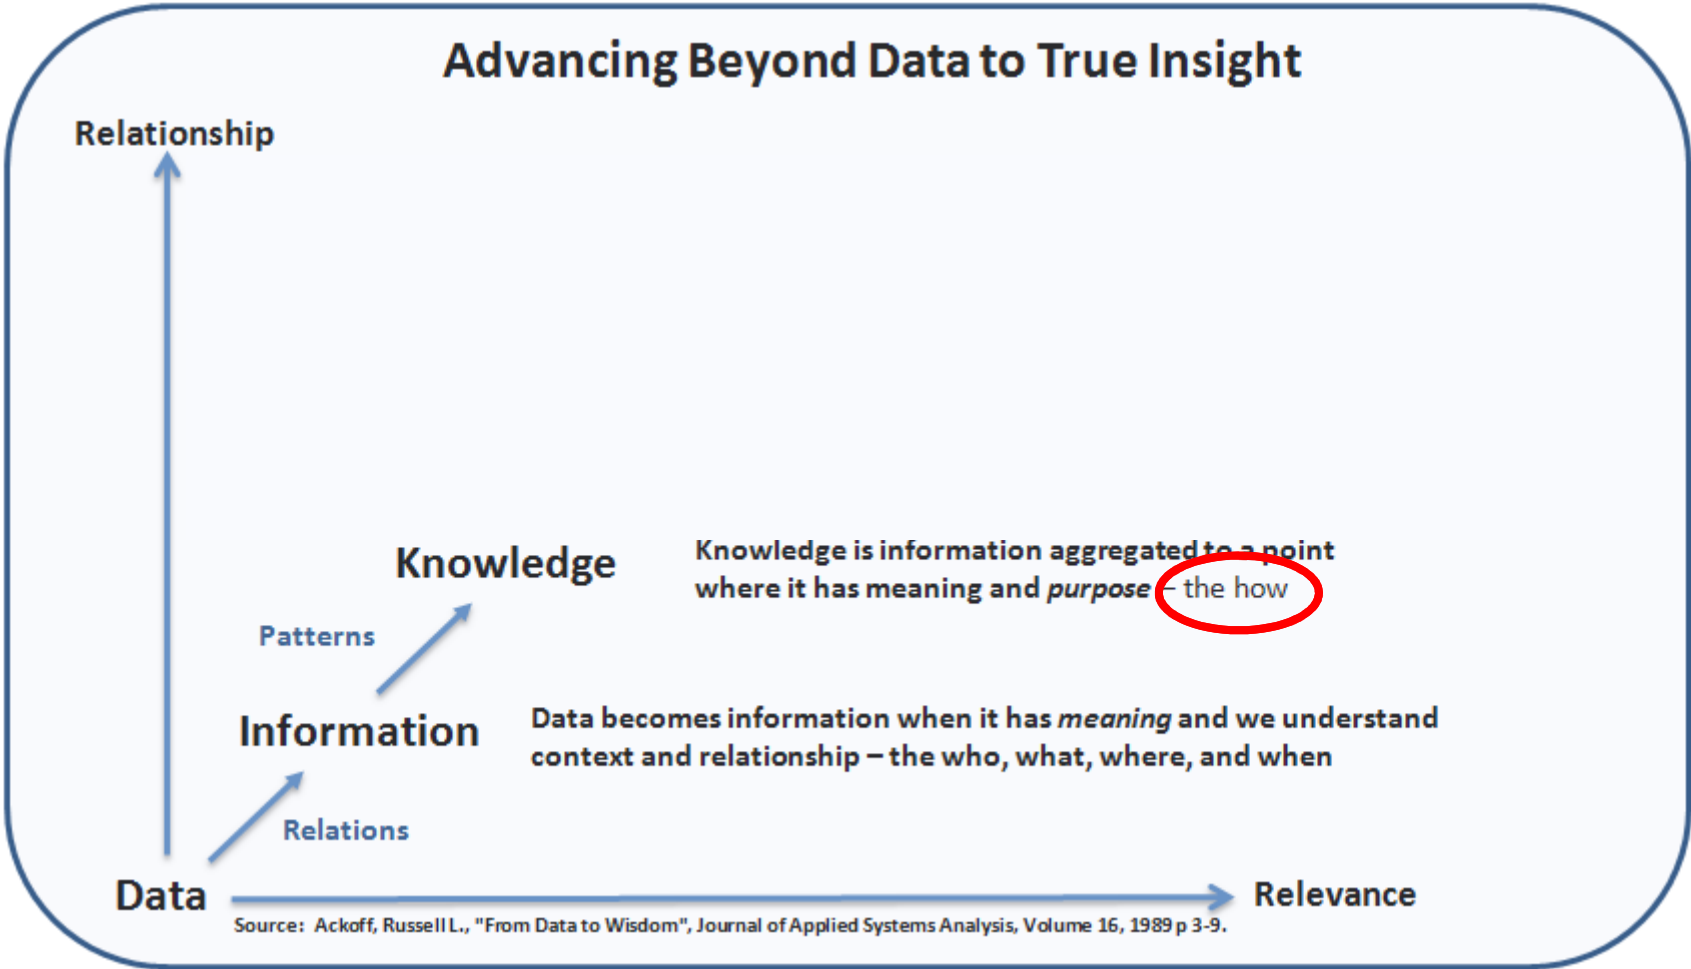 Advancing Beyond Data to True Insight
Relationship
Knowledge
Knowledge is information aggregated to a point
where it has meaning and purpose – the how
Patterns
Information
Data becomes information when it has meaning and we understand
context and relationship – the who, what, where, and when
Relations
Data
Relevance
Source: Ackoff, Russell L., "From Data to Wisdom", Journal of Applied Systems Analysis, Volume 16, 1989 p 3-9.